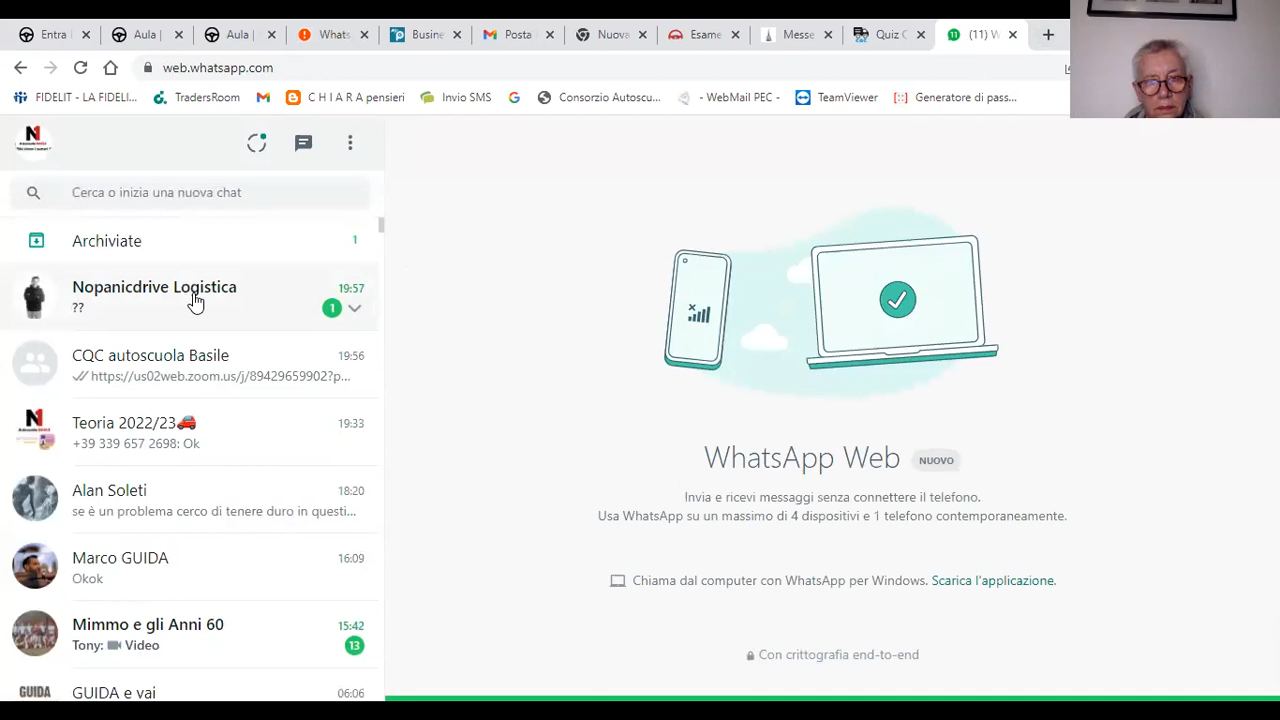 Entra
Aula
Aula |
Whats
Busine
Posta
Nuova
Esame
Messe
Quiz C
(11) W
web.whatsapp.com
FIDELIT - LA FIDELI...
TradersRoom
C H I A R A pensieri
Invio SMS
Consorzio Autoscu...
- WebMail PEC -
TeamViewer
Generatore di pass...
Cerca o inizia una nuova chat
Archiviate 1
Nopanicdrive Logistica 19:57
?? 1
CQC autoscuola Basile 19:56
https://us02web.zoom.us/j/89429659902?p...
Teoria 2022/23🚗 19:33
+39 339 657 2698: Ok
Alan Soleti 18:20
se è un problema cerco di tenere duro in questi...
Marco GUIDA 16:09
Okok
Mimmo e gli Anni 60 15:42
Tony: Video 13
GUIDA
GUIDA e vai 06:06
WhatsApp Web NUOVO
Invia e ricevi messaggi senza connettere il telefono.
Usa WhatsApp su un massimo di 4 dispositivi e 1 telefono contemporaneamente.
Chiama dal computer con WhatsApp per Windows. Scarica l'applicazione.
Con crittografia end-to-end